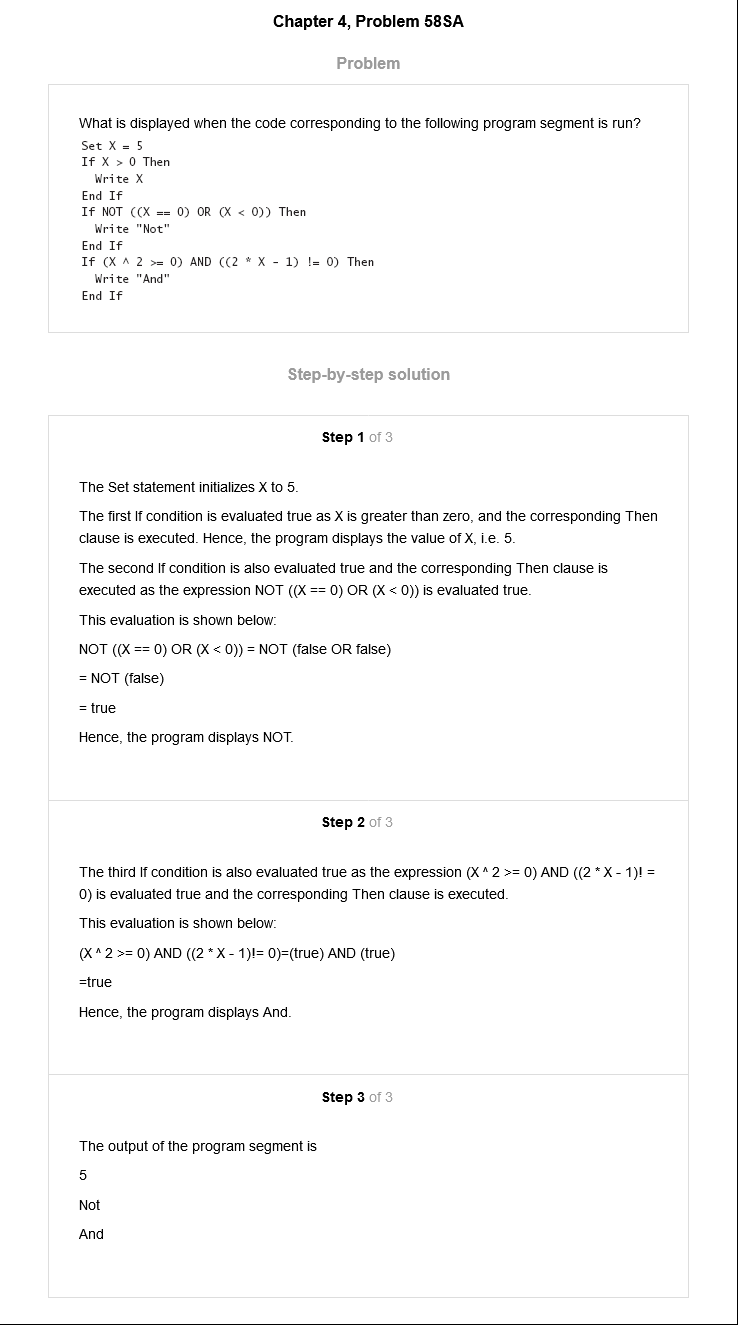 Chapter 4, Problem 58SA
Problem
What is displayed when the code corresponding to the following program segment is run?
Set X = 5
If X > 0 Then
  Write X
End If
If NOT ((X == 0) OR (X < 0)) Then
  Write "Not"
End If
If (X ^ 2 >= 0) AND ((2 * X - 1) != 0) Then
  Write "And"
End If
Step-by-step solution
Step 1 of 3
The Set statement initializes X to 5.
The first If condition is evaluated true as X is greater than zero, and the corresponding Then
clause is executed. Hence, the program displays the value of X, i.e. 5.
The second If condition is also evaluated true and the corresponding Then clause is
executed as the expression NOT ((X == 0) OR (X < 0)) is evaluated true.
This evaluation is shown below:
NOT ((X == 0) OR (X < 0)) = NOT (false OR false)
= NOT (false)
= true
Hence, the program displays NOT.
Step 2 of 3
The third If condition is also evaluated true as the expression (X ^ 2 >= 0) AND ((2 * X - 1)! =
0) is evaluated true and the corresponding Then clause is executed.
This evaluation is shown below:
(X ^ 2 >= 0) AND ((2 * X - 1)!= 0)=(true) AND (true)
=true
Hence, the program displays And.
Step 3 of 3
The output of the program segment is
5
Not
And